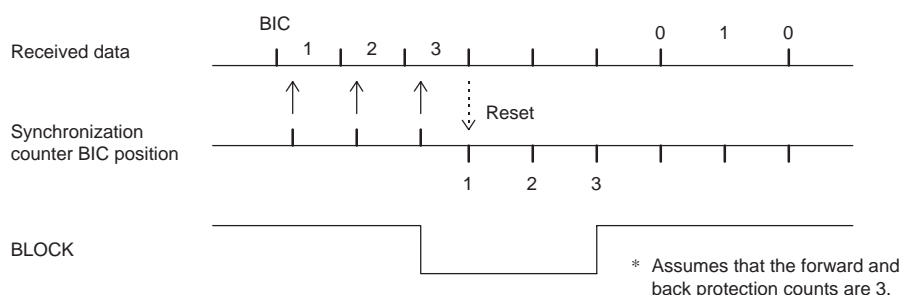 BIC
Received data
1 2 3 0 1 0
Reset
Synchronization
counter BIC position
1 2 3
BLOCK
* Assumes that the forward and
back protection counts are 3.